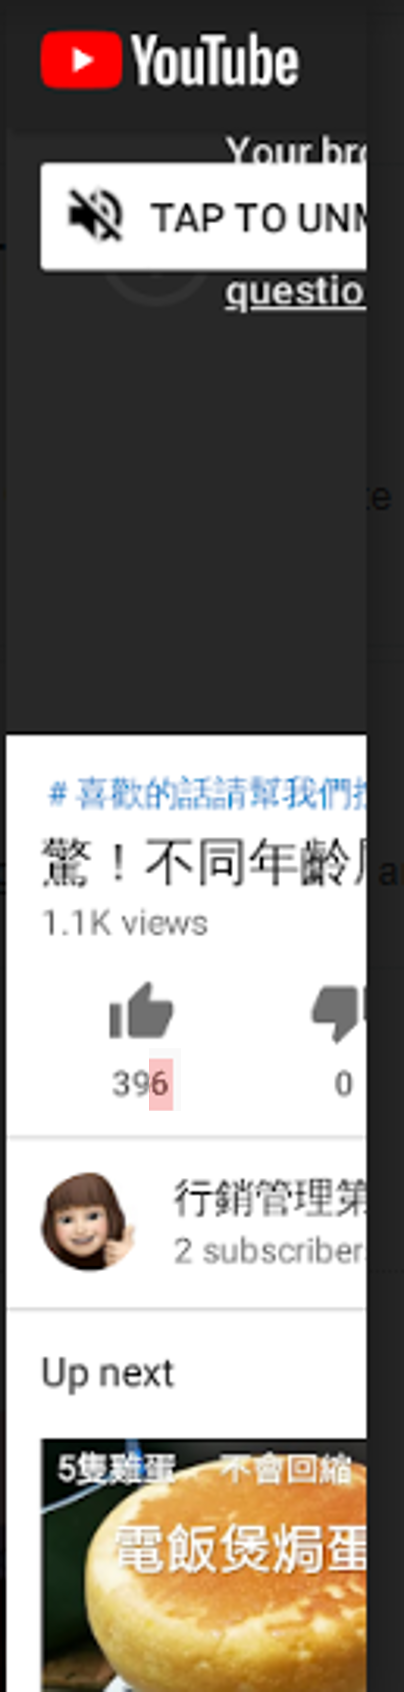 YouTube
Your bro
TAP TO UNM
questio
te
# 喜歡的話請幫我們按
驚！不同年齡
a
1.1K views
396
0
行銷管理第
2 subscriber
Up next
5隻雞蛋 不會回縮
電飯煲焗蛋